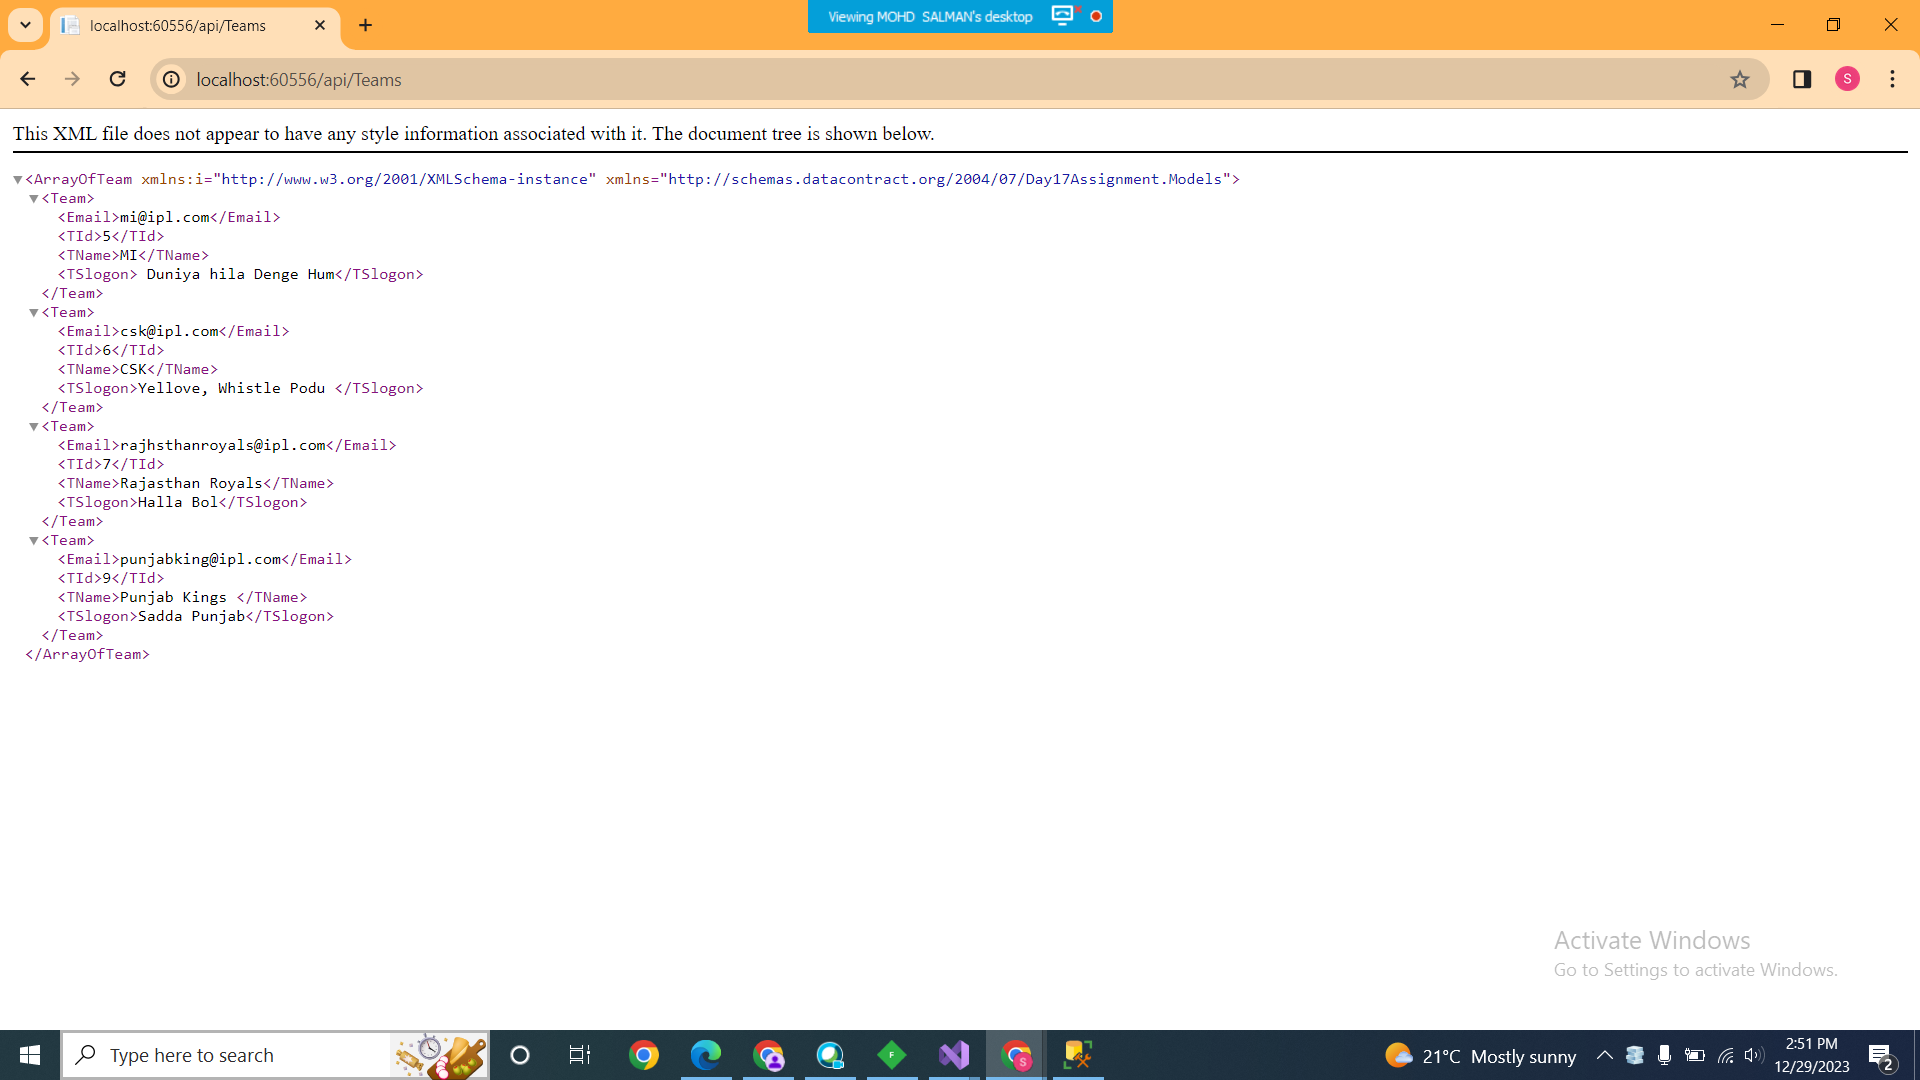 localhost:60556/api/Teams
Viewing MOHD SALMAN's desktop
localhost:60556/api/Teams
S
This XML file does not appear to have any style information associated with it. The document tree is shown below.
<ArrayOfTeam xmlns:i="http://www.w3.org/2001/XMLSchema-instance" xmlns="http://schemas.datacontract.org/2004/07/Day17Assignment.Models">
<Team>
<Email>mi@ipl.com</Email>
<TId>5</TId>
<TName>MI</TName>
<TSlogon> Duniya hila Denge Hum</TSlogon>
</Team>
<Team>
<Email>csk@ipl.com</Email>
<TId>6</TId>
<TName>CSK</TName>
<TSlogon>Yellove, Whistle Podu </TSlogon>
</Team>
<Team>
<Email>rajhsthanroyals@ipl.com</Email>
<TId>7</TId>
<TName>Rajasthan Royals</TName>
<TSlogon>Halla Bol</TSlogon>
</Team>
<Team>
<Email>punjabking@ipl.com</Email>
<TId>9</TId>
<TName>Punjab Kings </TName>
<TSlogon>Sadda Punjab</TSlogon>
</Team>
</ArrayOfTeam>
Activate Windows
Go to Settings to activate Windows.
Type here to search
F
S
21°C Mostly sunny
2:51 PM
12/29/2023
2